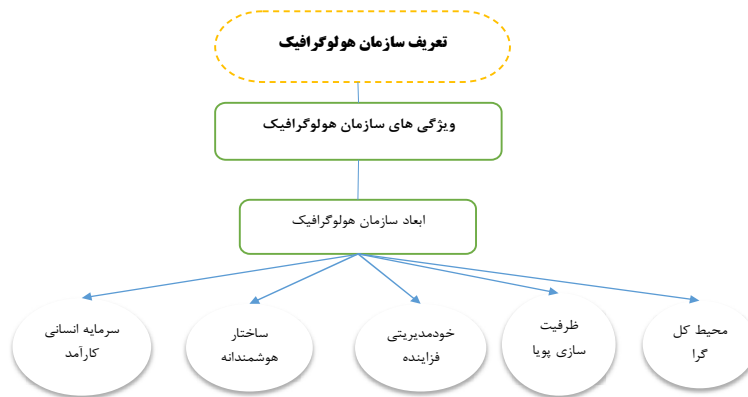 تعریف سازمان هولوگرافیک
ویژگی های سازمان هولوگرافیک
ابعاد سازمان هولوگرافیک
محیط کل
گرا
ظرفیت
سازی پویا
خودمدیریتی
فزاینده
ساختار
هوشمندانه
سرمایه انسانی
کارآمد